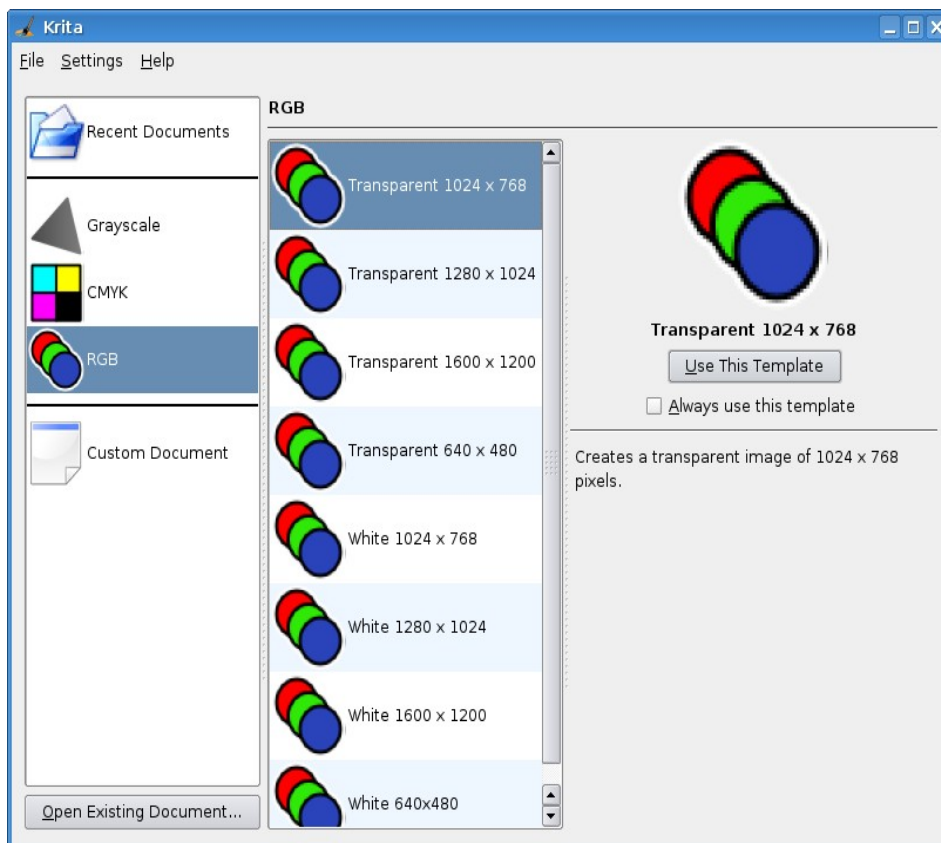 Krita
File Settings Help
Recent Documents
Grayscale
CMYK
RGB
Custom Document
Open Existing Document...
RGB
Transparent 1024 x 768
Transparent 1280 x 1024
Transparent 1600 x 1200
Transparent 640 x 480
White 1024 x 768
White 1280 x 1024
White 1600 x 1200
White 640x480
Transparent 1024 x 768
Use This Template
Always use this template
Creates a transparent image of 1024 x 768
pixels.